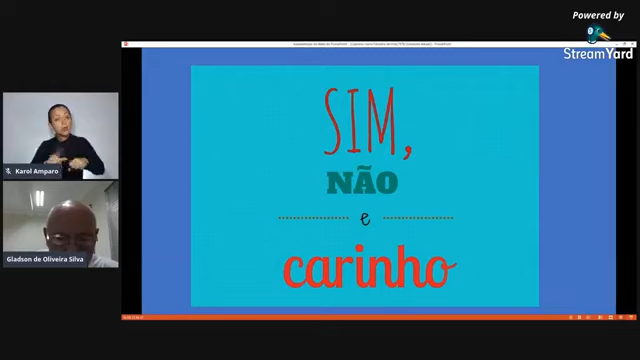 Powered by
StreamYard
SIM,
NÃO
e
carinho
Karol Amparo
Gladson de Oliveira Silva